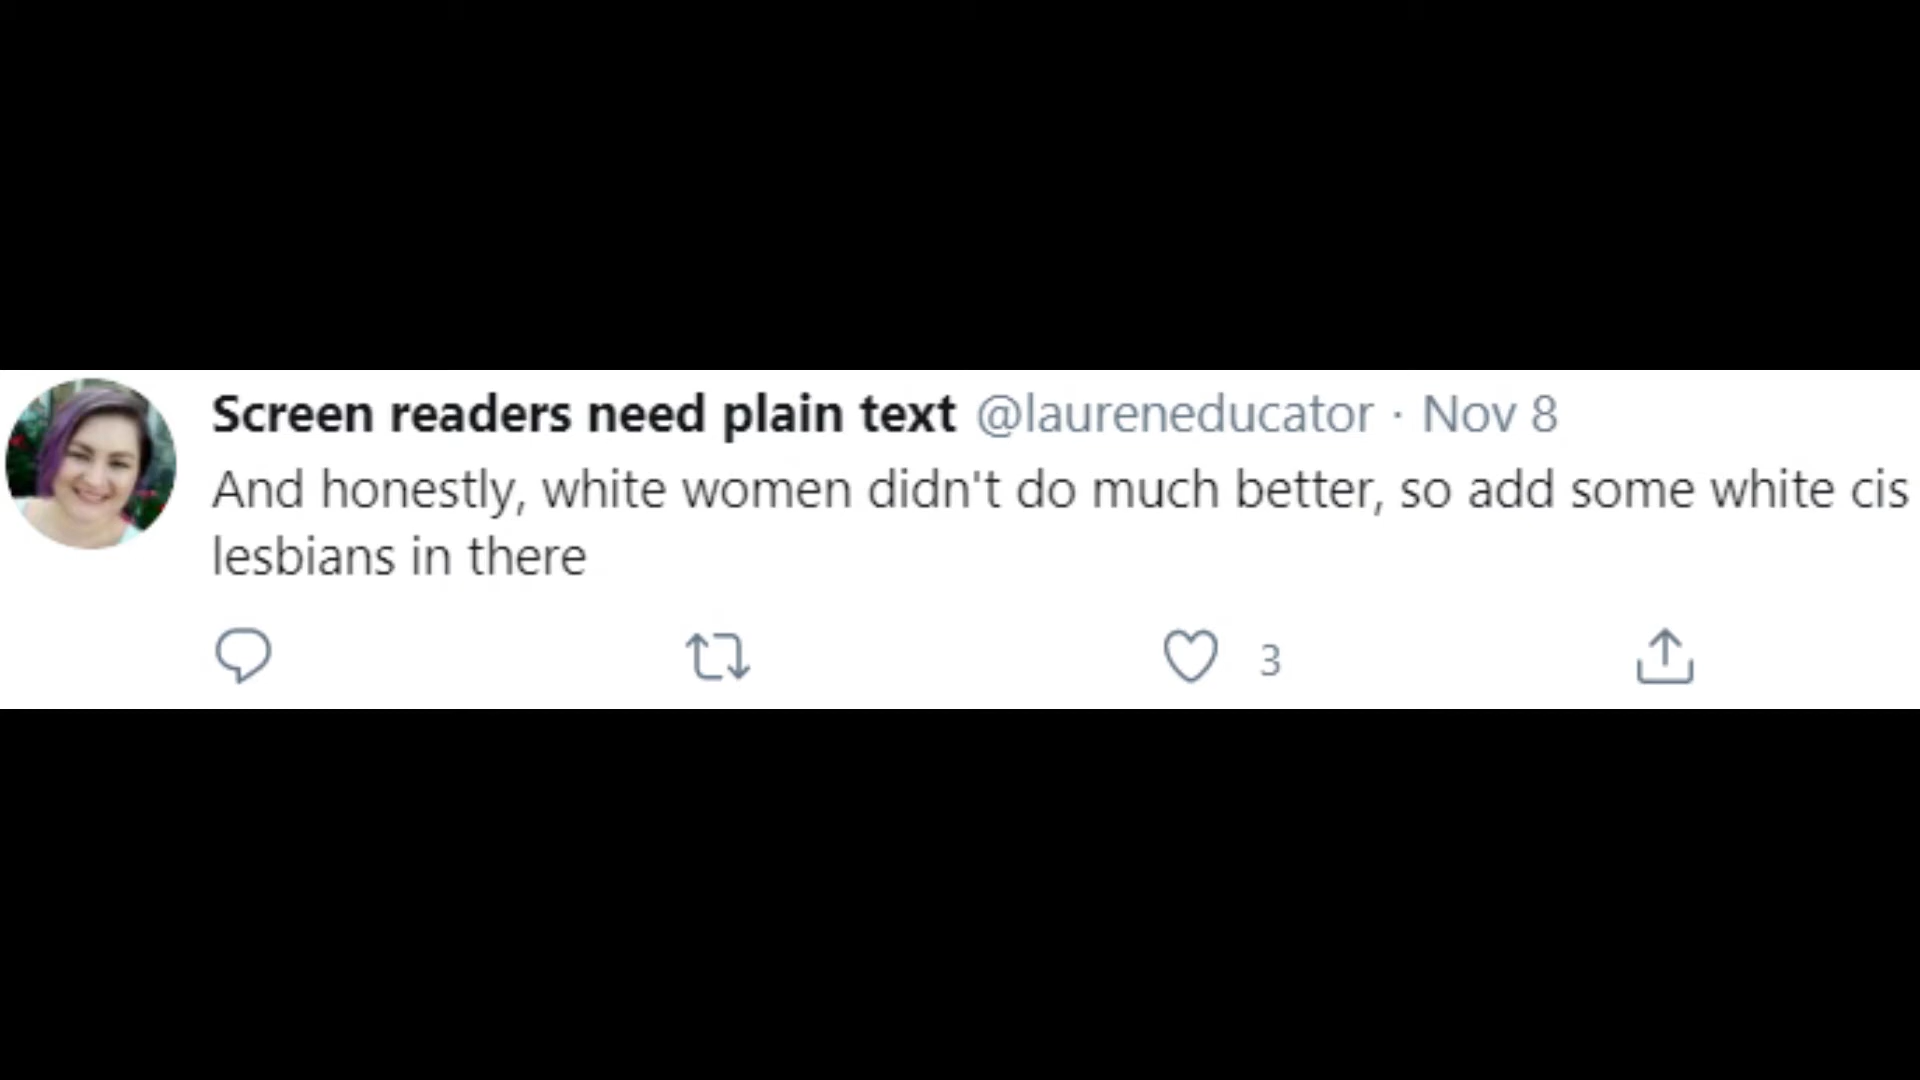 Screen readers need plain text @laureneducator · Nov 8
And honestly, white women didn't do much better, so add some white cis
lesbians in there
3